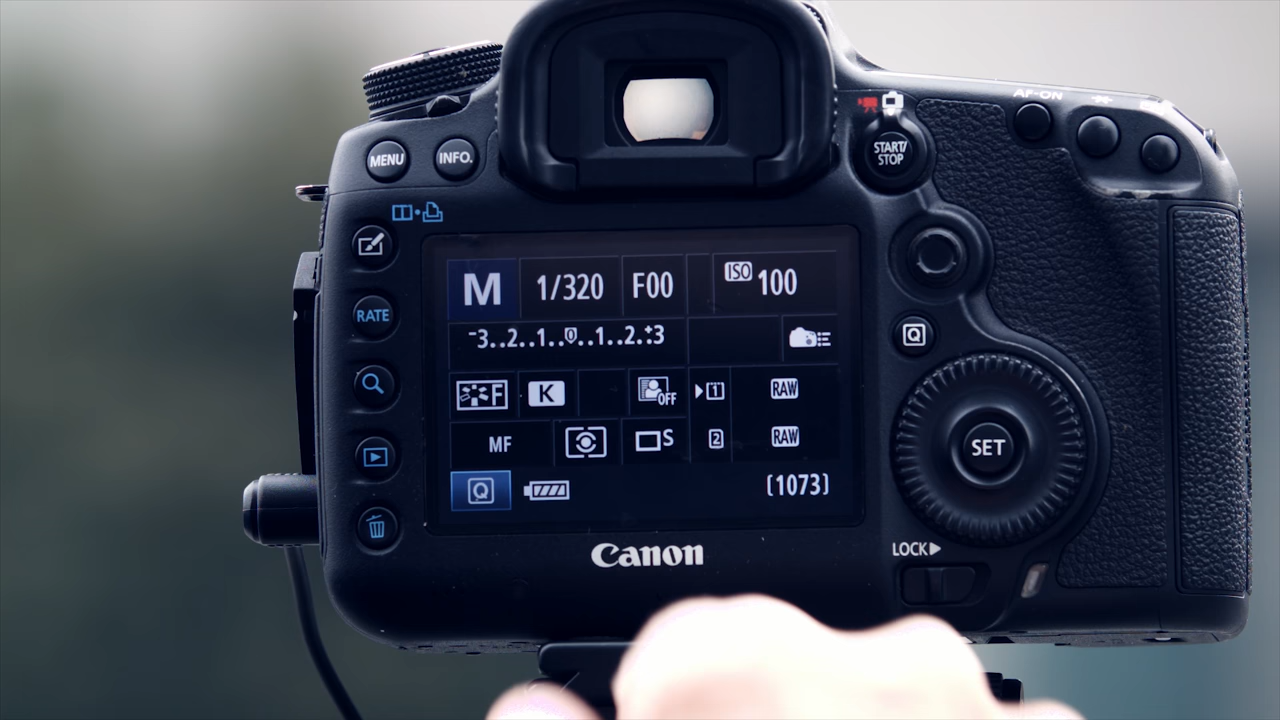 AF-ON
MENU
INFO.
START/
STOP
RATE
M 1/320 F00 ISO 100
-3..2..1..0..1..2..+3
F K OFF 1 RAW
MF S 2 RAW
Q (1073)
Q
SET
LOCK
Canon